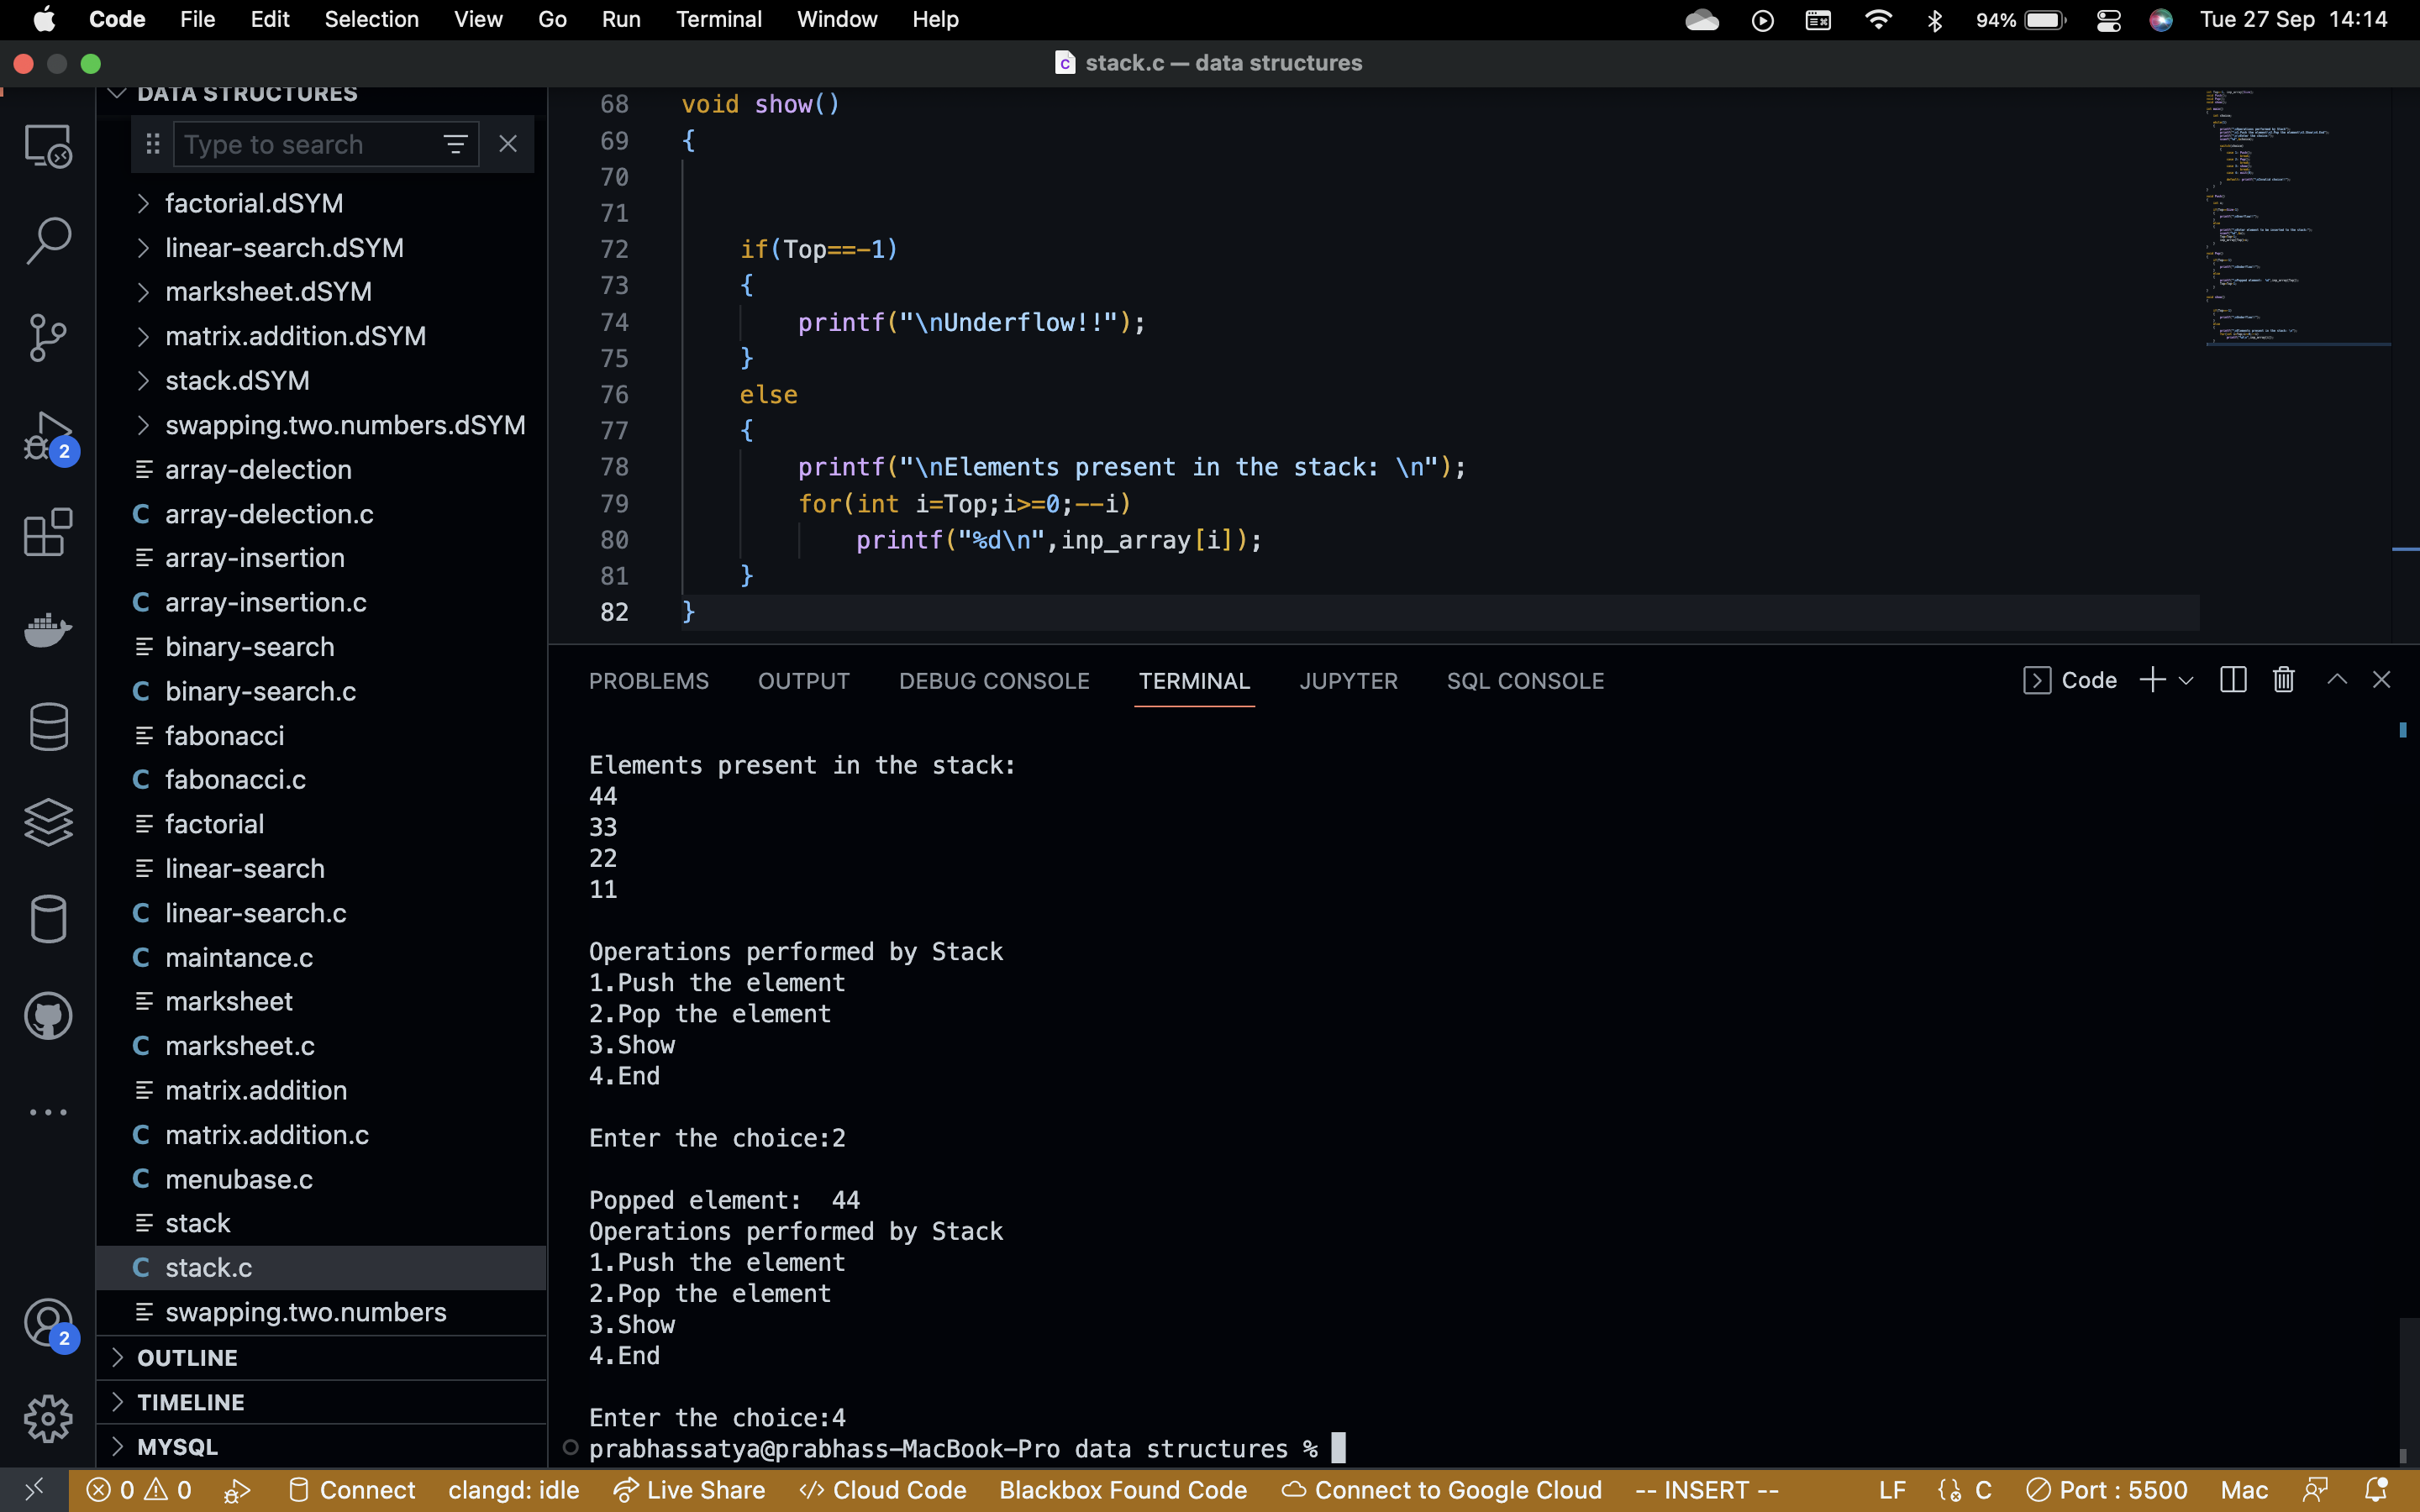 Code File Edit Selection View Go Run Terminal Window Help 94% Tue 27 Sep 14:14
stack.c — data structures
DATA STRUCTURES
Type to search
factorial.dSYM
linear-search.dSYM
marksheet.dSYM
matrix.addition.dSYM
stack.dSYM
swapping.two.numbers.dSYM
array-delection
array-delection.c
array-insertion
array-insertion.c
binary-search
binary-search.c
fabonacci
fabonacci.c
factorial
linear-search
linear-search.c
maintance.c
marksheet
marksheet.c
matrix.addition
matrix.addition.c
menubase.c
stack
stack.c
swapping.two.numbers
OUTLINE
TIMELINE
MYSQL
2
2
68 void show()
69 {
70
71
72 if(Top==-1)
73 {
74 printf("\nUnderflow!!");
75 }
76 else
77 {
78 printf("\nElements present in the stack: \n");
79 for(int i=Top;i>=0;--i)
80 printf("%d\n",inp_array[i]);
81 }
82 }
PROBLEMS OUTPUT DEBUG CONSOLE TERMINAL JUPYTER SQL CONSOLE Code
Elements present in the stack:
44
33
22
11
Operations performed by Stack
1.Push the element
2.Pop the element
3.Show
4.End
Enter the choice:2
Popped element:  44
Operations performed by Stack
1.Push the element
2.Pop the element
3.Show
4.End
Enter the choice:4
prabhassatya@prabhass-MacBook-Pro data structures %
0 0 Connect clangd: idle Live Share Cloud Code Blackbox Found Code Connect to Google Cloud -- INSERT -- LF C Port : 5500 Mac